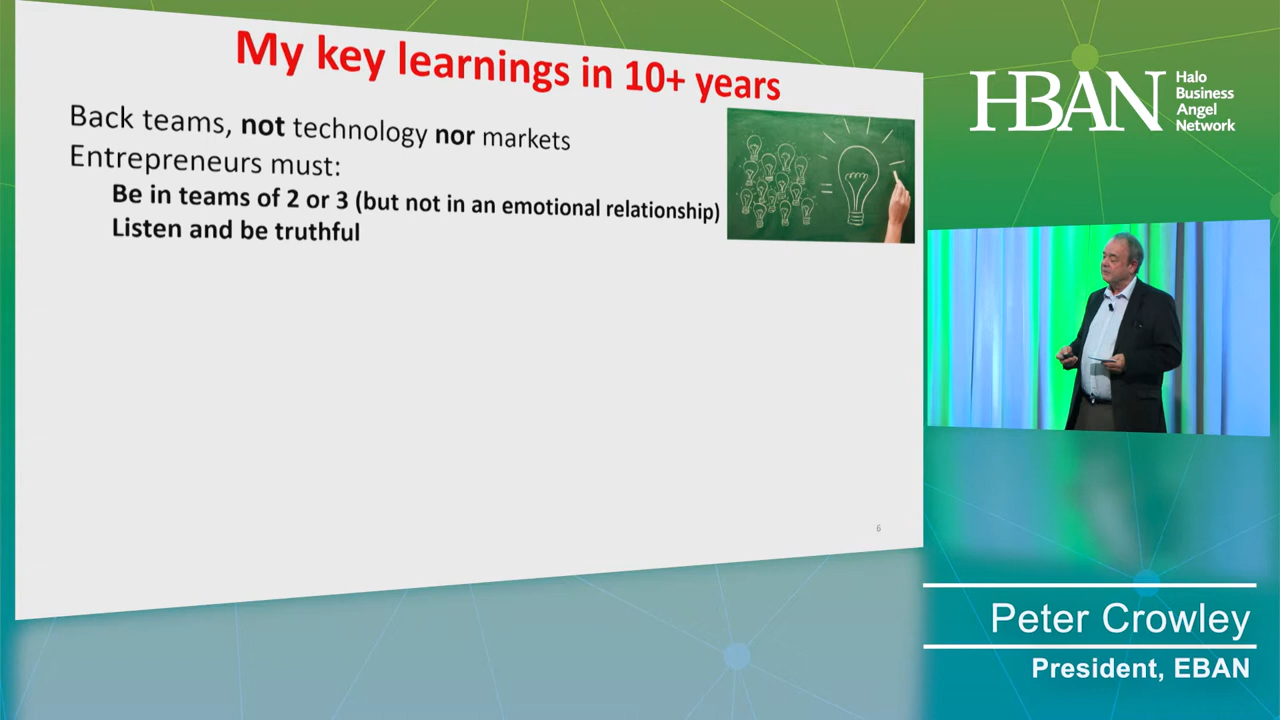 My key learnings in 10+ years
Back teams, not technology nor markets
Entrepreneurs must:
Be in teams of 2 or 3 (but not in an emotional relationship)
Listen and be truthful
6
HBAN
Halo
Business
Angel
Network
Peter Crowley
President, EBAN